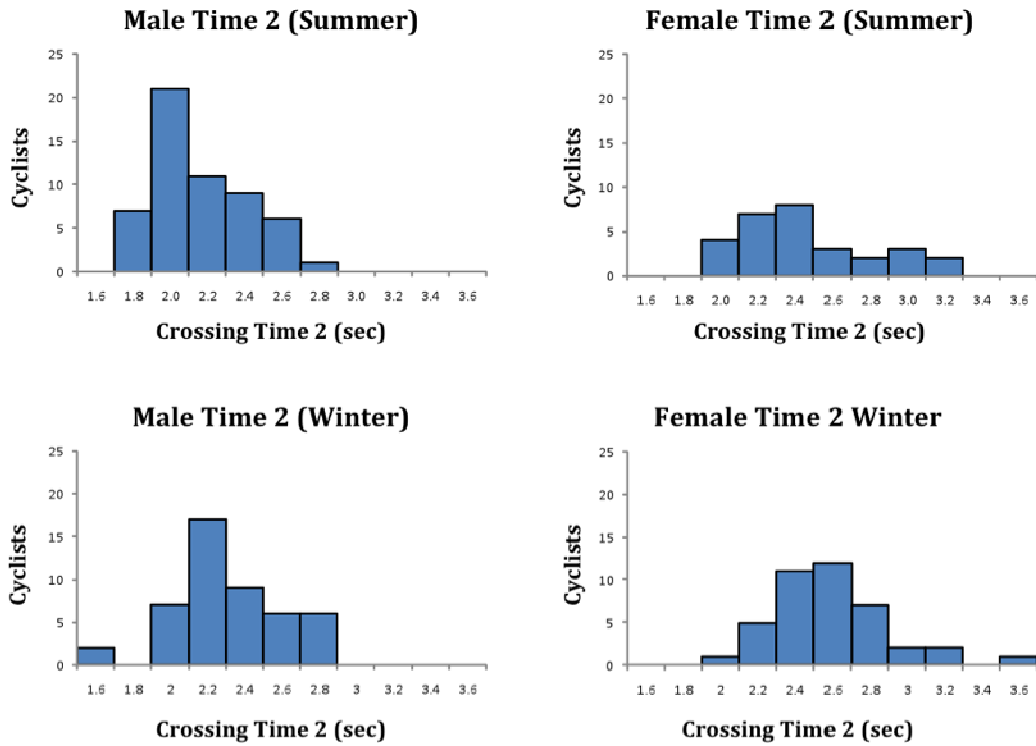 Male Time 2 (Summer)
25
20
15
10
5
0
Cyclists
1.6 1.8 2.0 2.2 2.4 2.6 2.8 3.0 3.2 3.4 3.6
Crossing Time 2 (sec)
Female Time 2 (Summer)
25
20
15
10
5
0
Cyclists
1.6 1.8 2.0 2.2 2.4 2.6 2.8 3.0 3.2 3.4 3.6
Crossing Time 2 (sec)
Male Time 2 (Winter)
25
20
15
10
5
0
Cyclists
1.6 1.8 2 2.2 2.4 2.6 2.8 3 3.2 3.4 3.6
Crossing Time 2 (sec)
Female Time 2 Winter
25
20
15
10
5
0
Cyclists
1.6 1.8 2 2.2 2.4 2.6 2.8 3 3.2 3.4 3.6
Crossing Time 2 (sec)